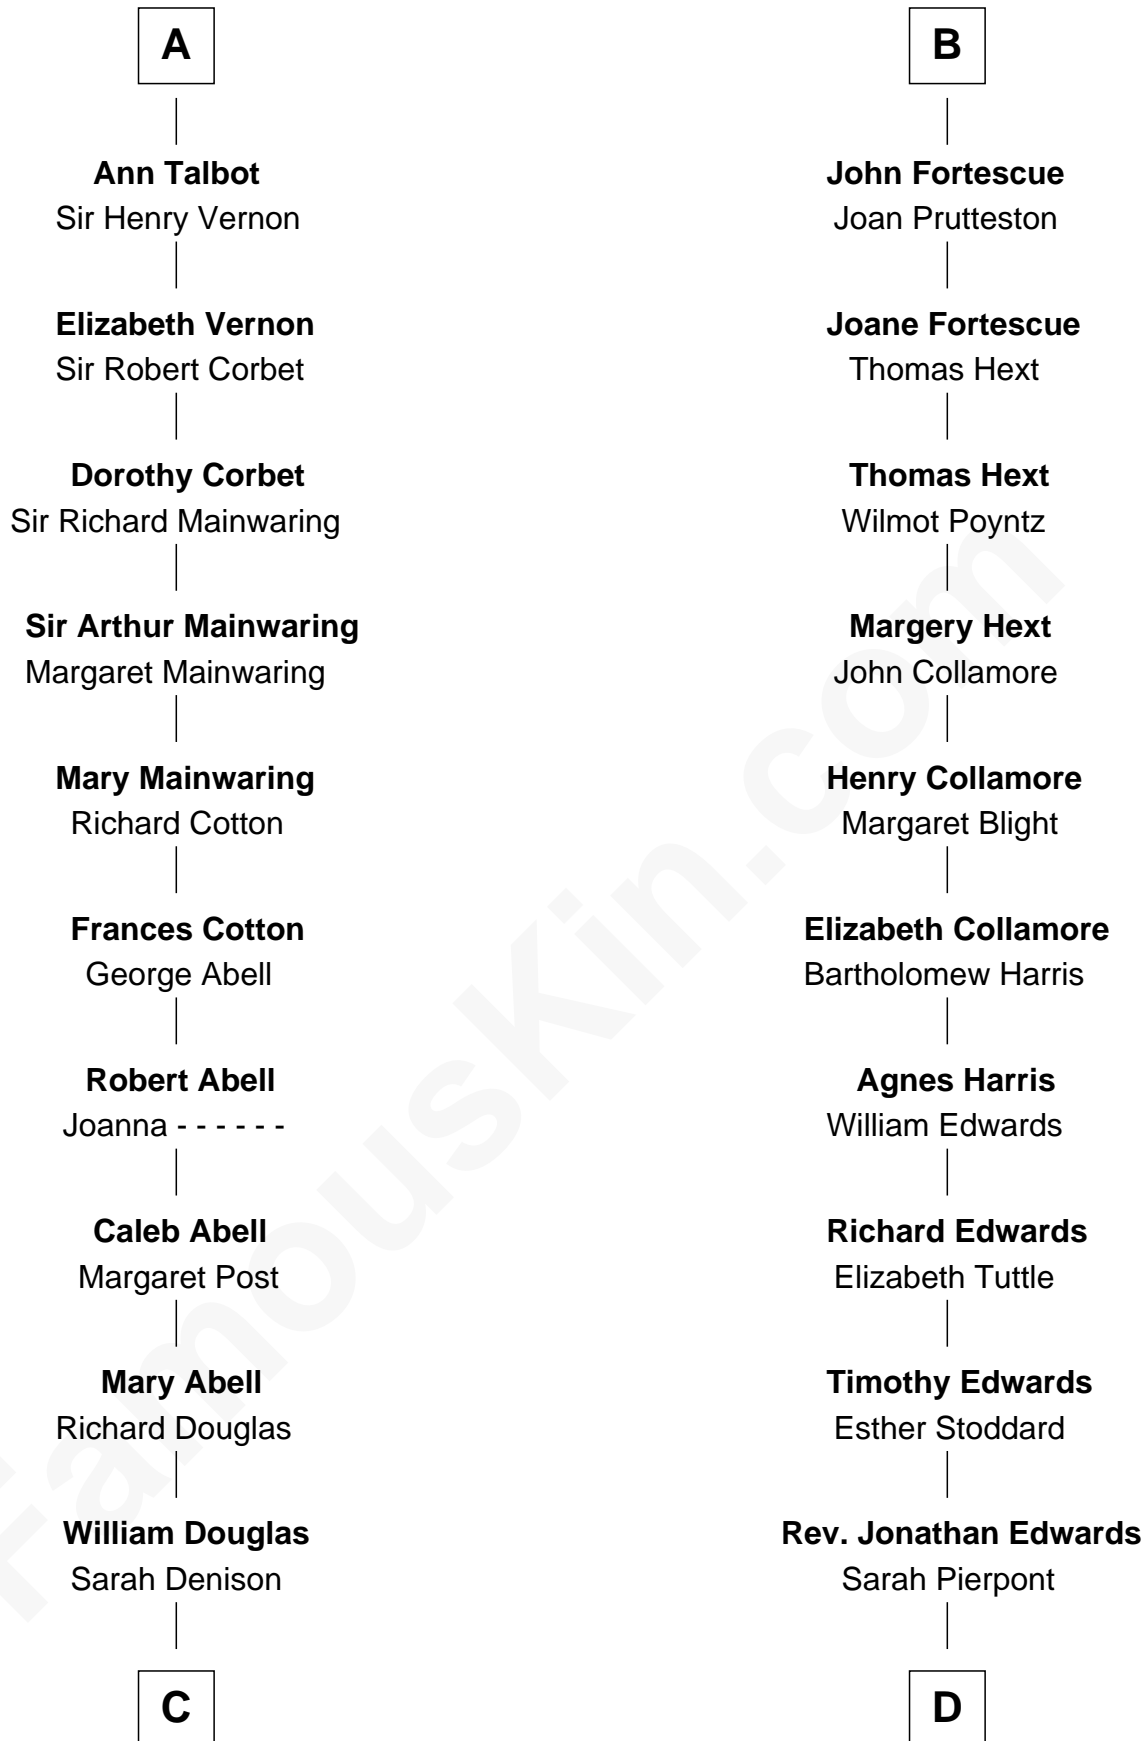 A
Ann Talbot
Sir Henry Vernon
Elizabeth Vernon
Sir Robert Corbet
Dorothy Corbet
Sir Richard Mainwaring
Sir Arthur Mainwaring
Margaret Mainwaring
Mary Mainwaring
Richard Cotton
Frances Cotton
George Abell
Robert Abell
Joanna - - - - - -
Caleb Abell
Margaret Post
Mary Abell
Richard Douglas
William Douglas
Sarah Denison
C
B
John Fortescue
Joan Prutteston
Joane Fortescue
Thomas Hext
Thomas Hext
Wilmot Poyntz
Margery Hext
John Collamore
Henry Collamore
Margaret Blight
Elizabeth Collamore
Bartholomew Harris
Agnes Harris
William Edwards
Richard Edwards
Elizabeth Tuttle
Timothy Edwards
Esther Stoddard
Rev. Jonathan Edwards
Sarah Pierpont
D
FamousKin.com